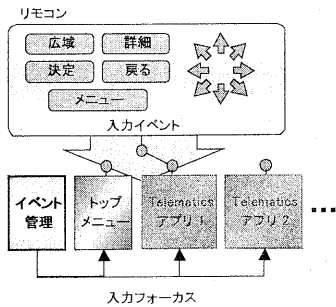 リモコン
広域
詳細
決定
戻る
メニュー
入力イベント
イベント
管理
トップ
メニュー
Telematics
アプリ 1
Telematics
アプリ 2
入力フォーカス